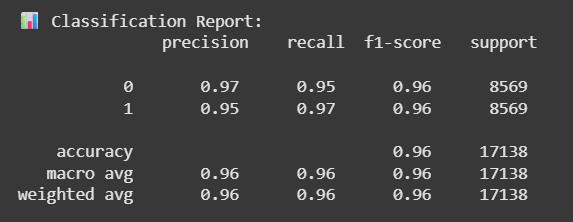 📊 Classification Report:
precision recall f1-score support
0 0.97 0.95 0.96 8569
1 0.95 0.97 0.96 8569
accuracy 0.96 17138
macro avg 0.96 0.96 0.96 17138
weighted avg 0.96 0.96 0.96 17138